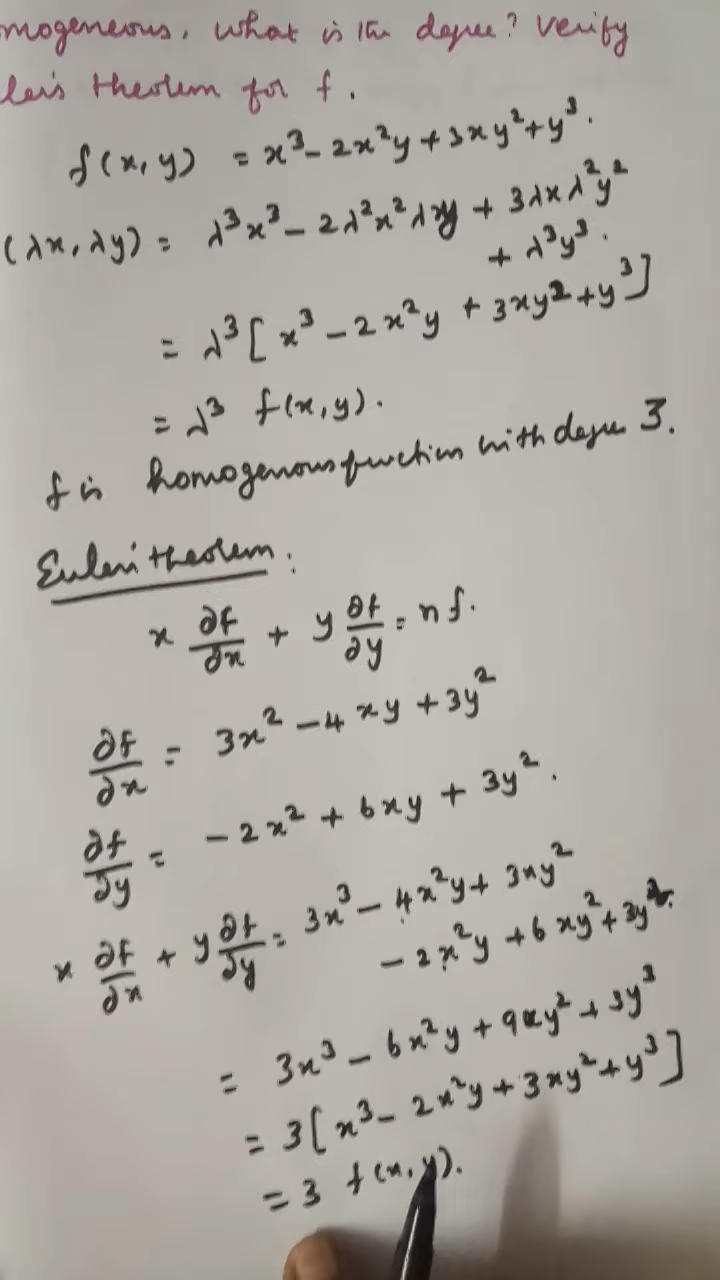 mogeneous. what is the degree? Verify
ler's theorem for f.
f(x, y) = x³ - 2x²y + 3xy² + y³.
(λx, λy) = λ³x³ - 2λ²x²λy + 3λxλ²y²
+ λ³y³.
= λ³[x³ - 2x²y + 3xy² + y³]
= λ³ f(x, y).
f is homogenous function with degree 3.
Euler's theorem:
x ∂f/∂x + y ∂f/∂y = nf.
∂f/∂x = 3x² - 4xy + 3y²
∂f/∂y = -2x² + 6xy + 3y².
x ∂f/∂x + y ∂f/∂y = 3x³ - 4x²y + 3xy²
- 2x²y + 6xy² + 3y³.
= 3x³ - 6x²y + 9xy² + 3y³
= 3[x³ - 2x²y + 3xy² + y³]
= 3 f(x, y).